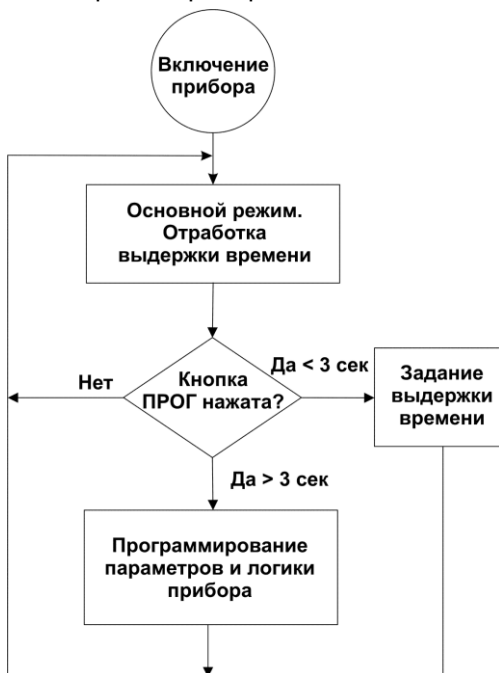 Включение
прибора
Основной режим.
Отработка
выдержки времени
Нет
Кнопка
ПРОГ нажата?
Да < 3 сек
Задание
выдержки
времени
Да > 3 сек
Программирование
параметров и логики
прибора